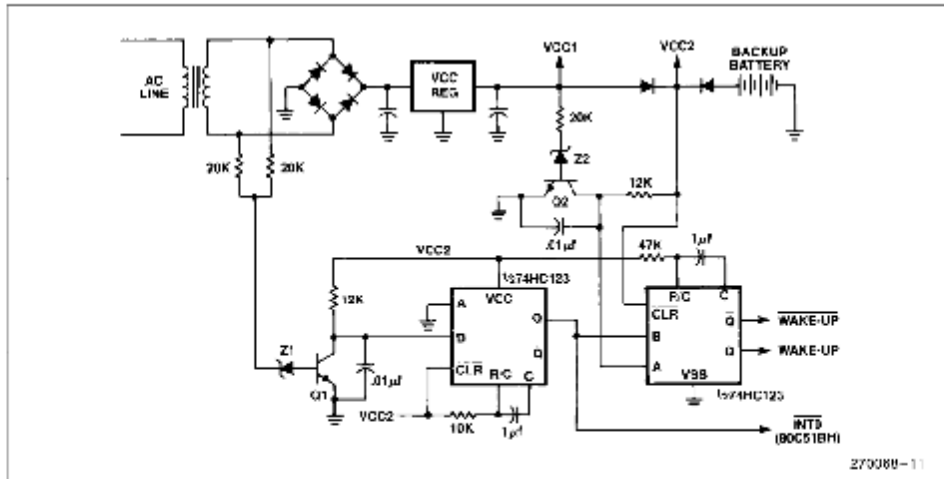 AC
LINE
VCC
REG
VCC1
VCC2
BACKUP
BATTERY
20K
20K
20K
Z2
Q2
12K
.01µf
VCC2
47K
1µf
½74HC123
12K
A
VCC
Q
B
Q
CLR
R/C
C
Z1
Q1
.01µf
VCC2
10K
1µf
R/C
C
CLR
B
A
Q
Q
WAKE-UP
WAKE-UP
½74HC123
INT0
(80C51BH)
270068-11